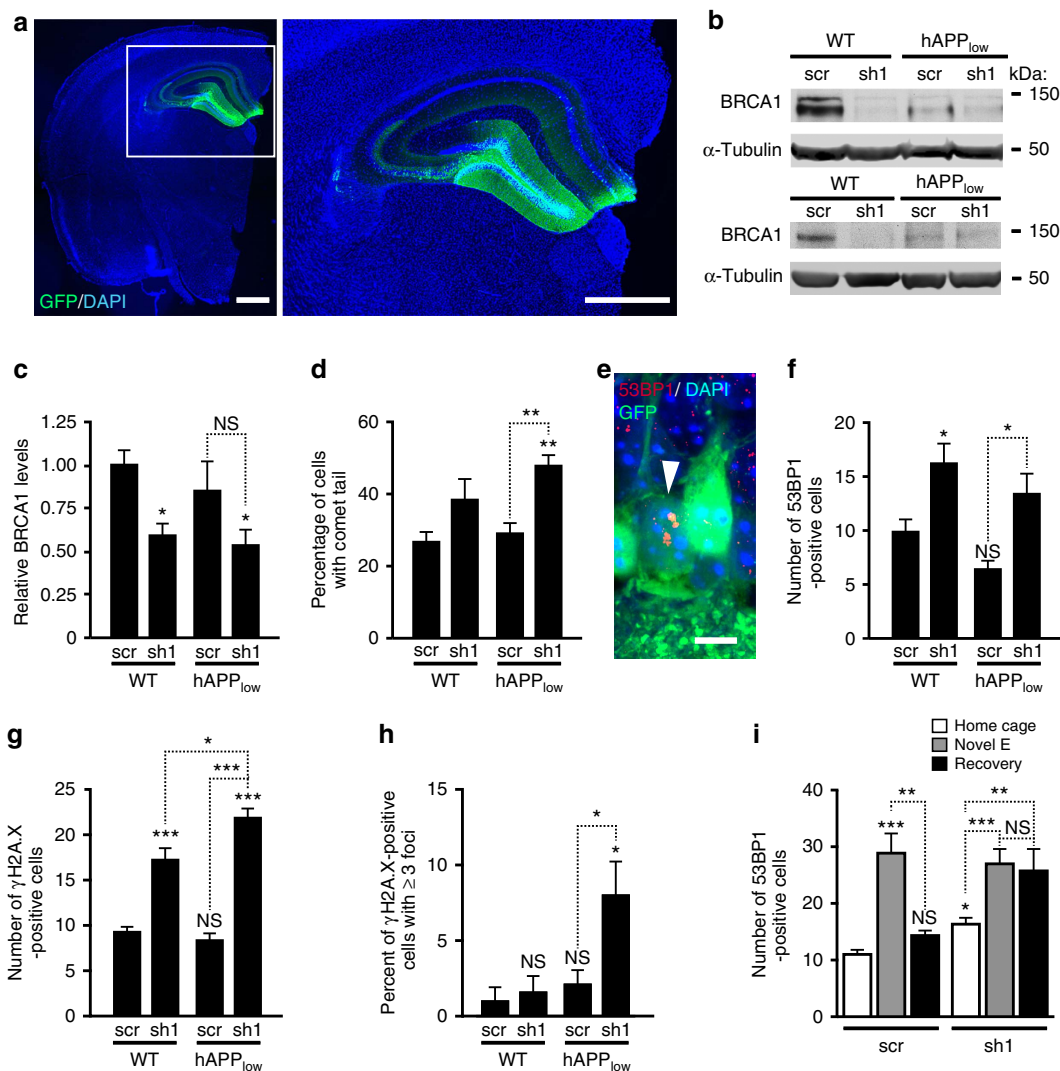 a
GFP/DAPI
b
WT hAPPlow
scr sh1 scr sh1 kDa:
BRCA1 150
α-Tubulin 50
WT hAPPlow
scr sh1 scr sh1
BRCA1 150
α-Tubulin 50
c
Relative BRCA1 levels
1.25
1.00
0.75
0.50
0.25
0
*
NS
*
scr sh1 scr sh1
WT hAPPlow
d
Percentage of cells
with comet tail
60
40
20
0
**
**
scr sh1 scr sh1
WT hAPPlow
e
53BP1/ DAPI
GFP
f
Number of 53BP1
-positive cells
20
15
10
5
0
*
*
NS
scr sh1 scr sh1
WT hAPPlow
g
Number of γH2A.X
-positive cells
25
20
15
10
5
0
*
***
***
***
NS
scr sh1 scr sh1
WT hAPPlow
h
Percent of γH2A.X-positive
cells with ≥ 3 foci
15
10
5
0
*
*
NS
NS
scr sh1 scr sh1
WT hAPPlow
i
Home cage
Novel E
Recovery
Number of 53BP1
-positive cells
40
30
20
10
0
**
***
NS
**
***
NS
*
scr sh1